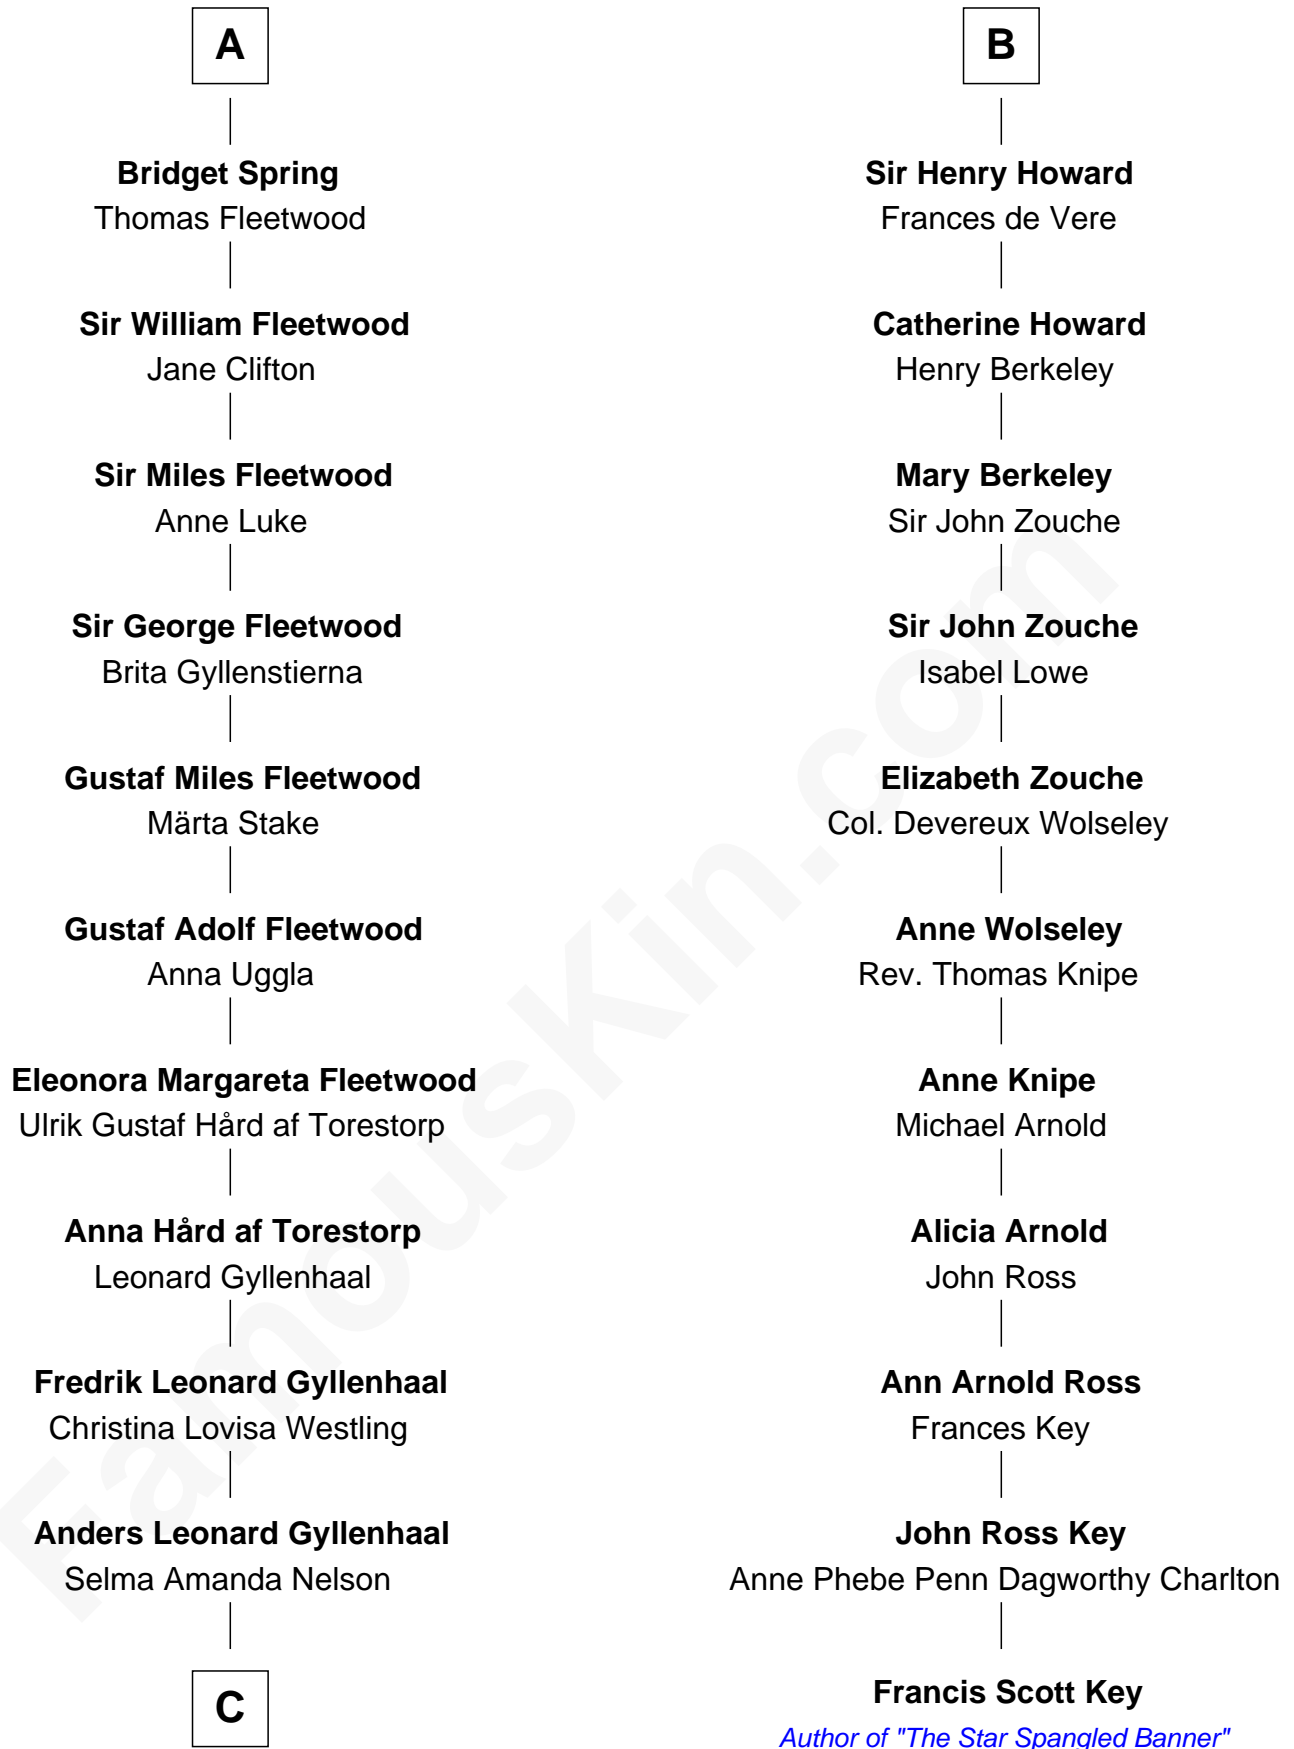 A
Bridget Spring
Thomas Fleetwood
Sir William Fleetwood
Jane Clifton
Sir Miles Fleetwood
Anne Luke
Sir George Fleetwood
Brita Gyllenstierna
Gustaf Miles Fleetwood
Märta Stake
Gustaf Adolf Fleetwood
Anna Uggla
Eleonora Margareta Fleetwood
Ulrik Gustaf Hård af Torestorp
Anna Hård af Torestorp
Leonard Gyllenhaal
Fredrik Leonard Gyllenhaal
Christina Lovisa Westling
Anders Leonard Gyllenhaal
Selma Amanda Nelson
C
B
Sir Henry Howard
Frances de Vere
Catherine Howard
Henry Berkeley
Mary Berkeley
Sir John Zouche
Sir John Zouche
Isabel Lowe
Elizabeth Zouche
Col. Devereux Wolseley
Anne Wolseley
Rev. Thomas Knipe
Anne Knipe
Michael Arnold
Alicia Arnold
John Ross
Ann Arnold Ross
Frances Key
John Ross Key
Anne Phebe Penn Dagworthy Charlton
Francis Scott Key
Author of "The Star Spangled Banner"
FamousKin.com